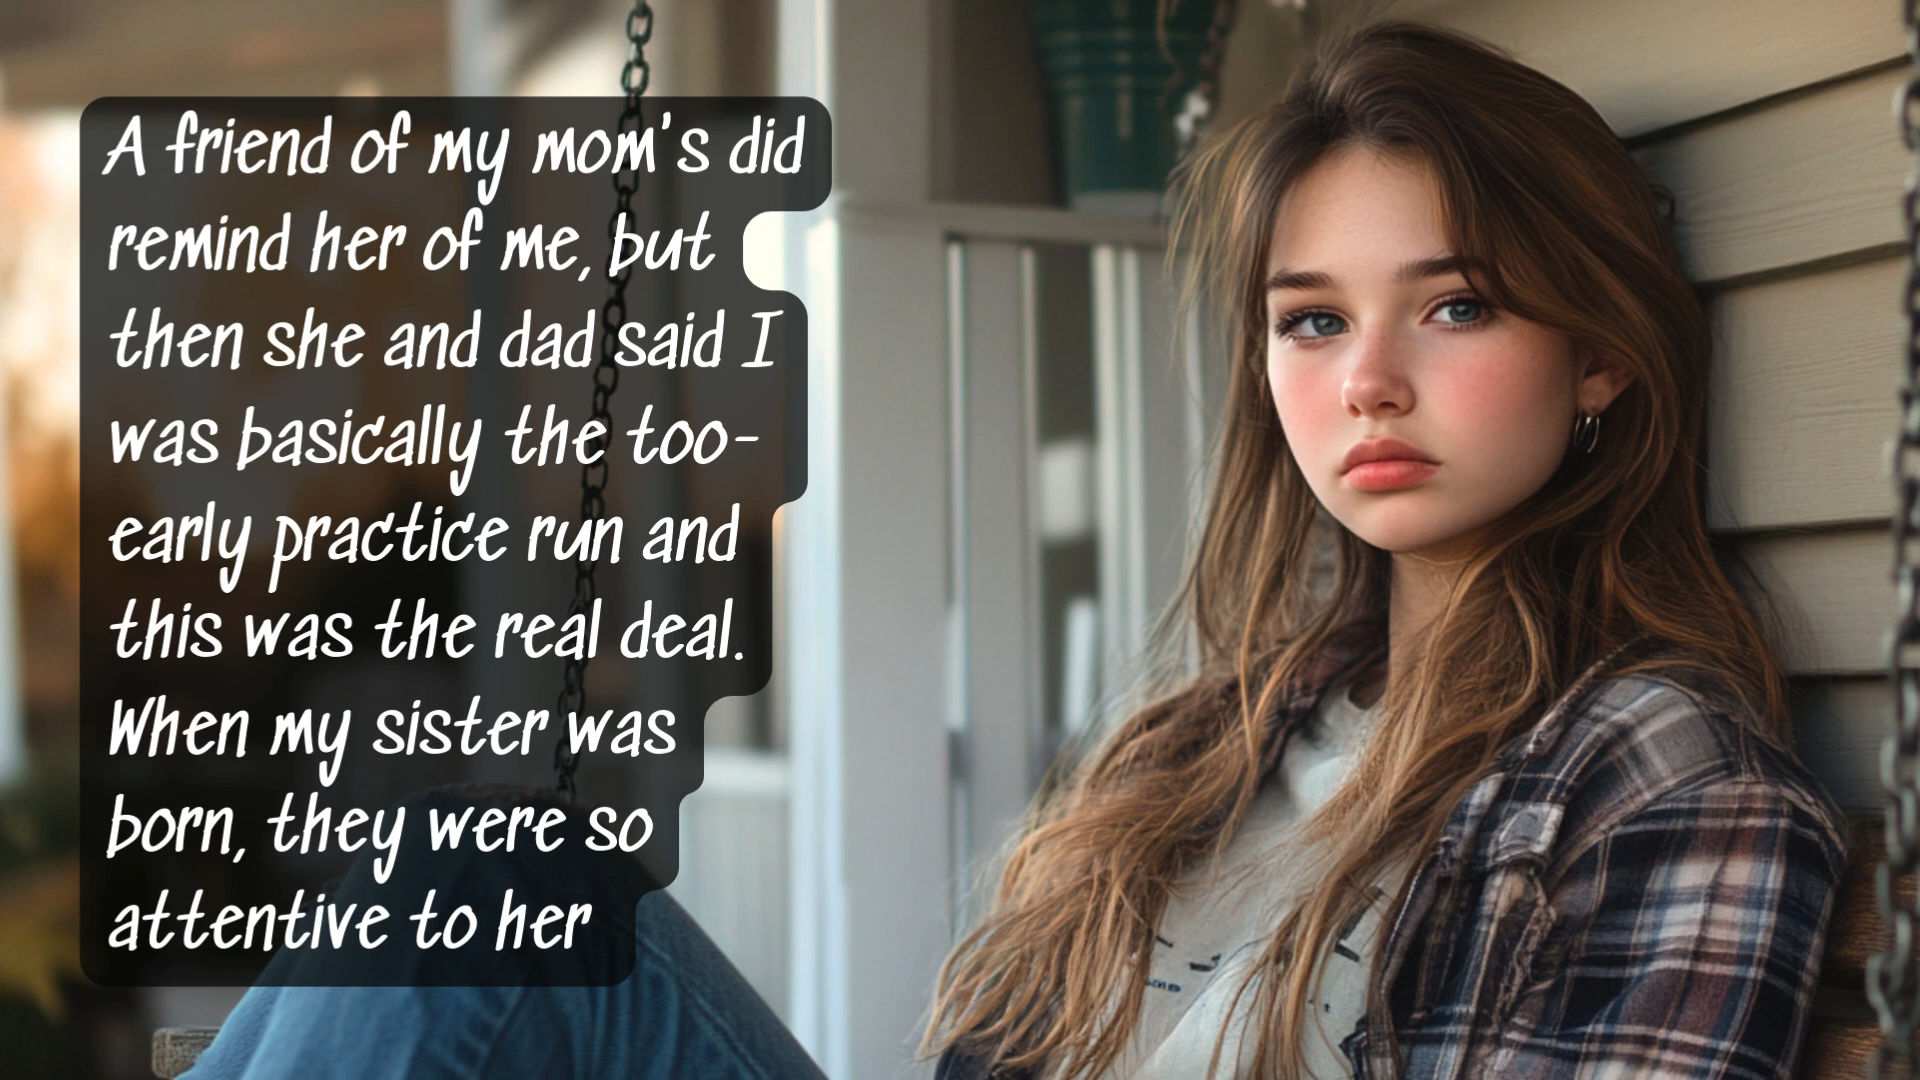 A friend of my mom's did
remind her of me, but
then she and dad said I
was basically the too-
early practice run and
this was the real deal.
When my sister was
born, they were so
attentive to her